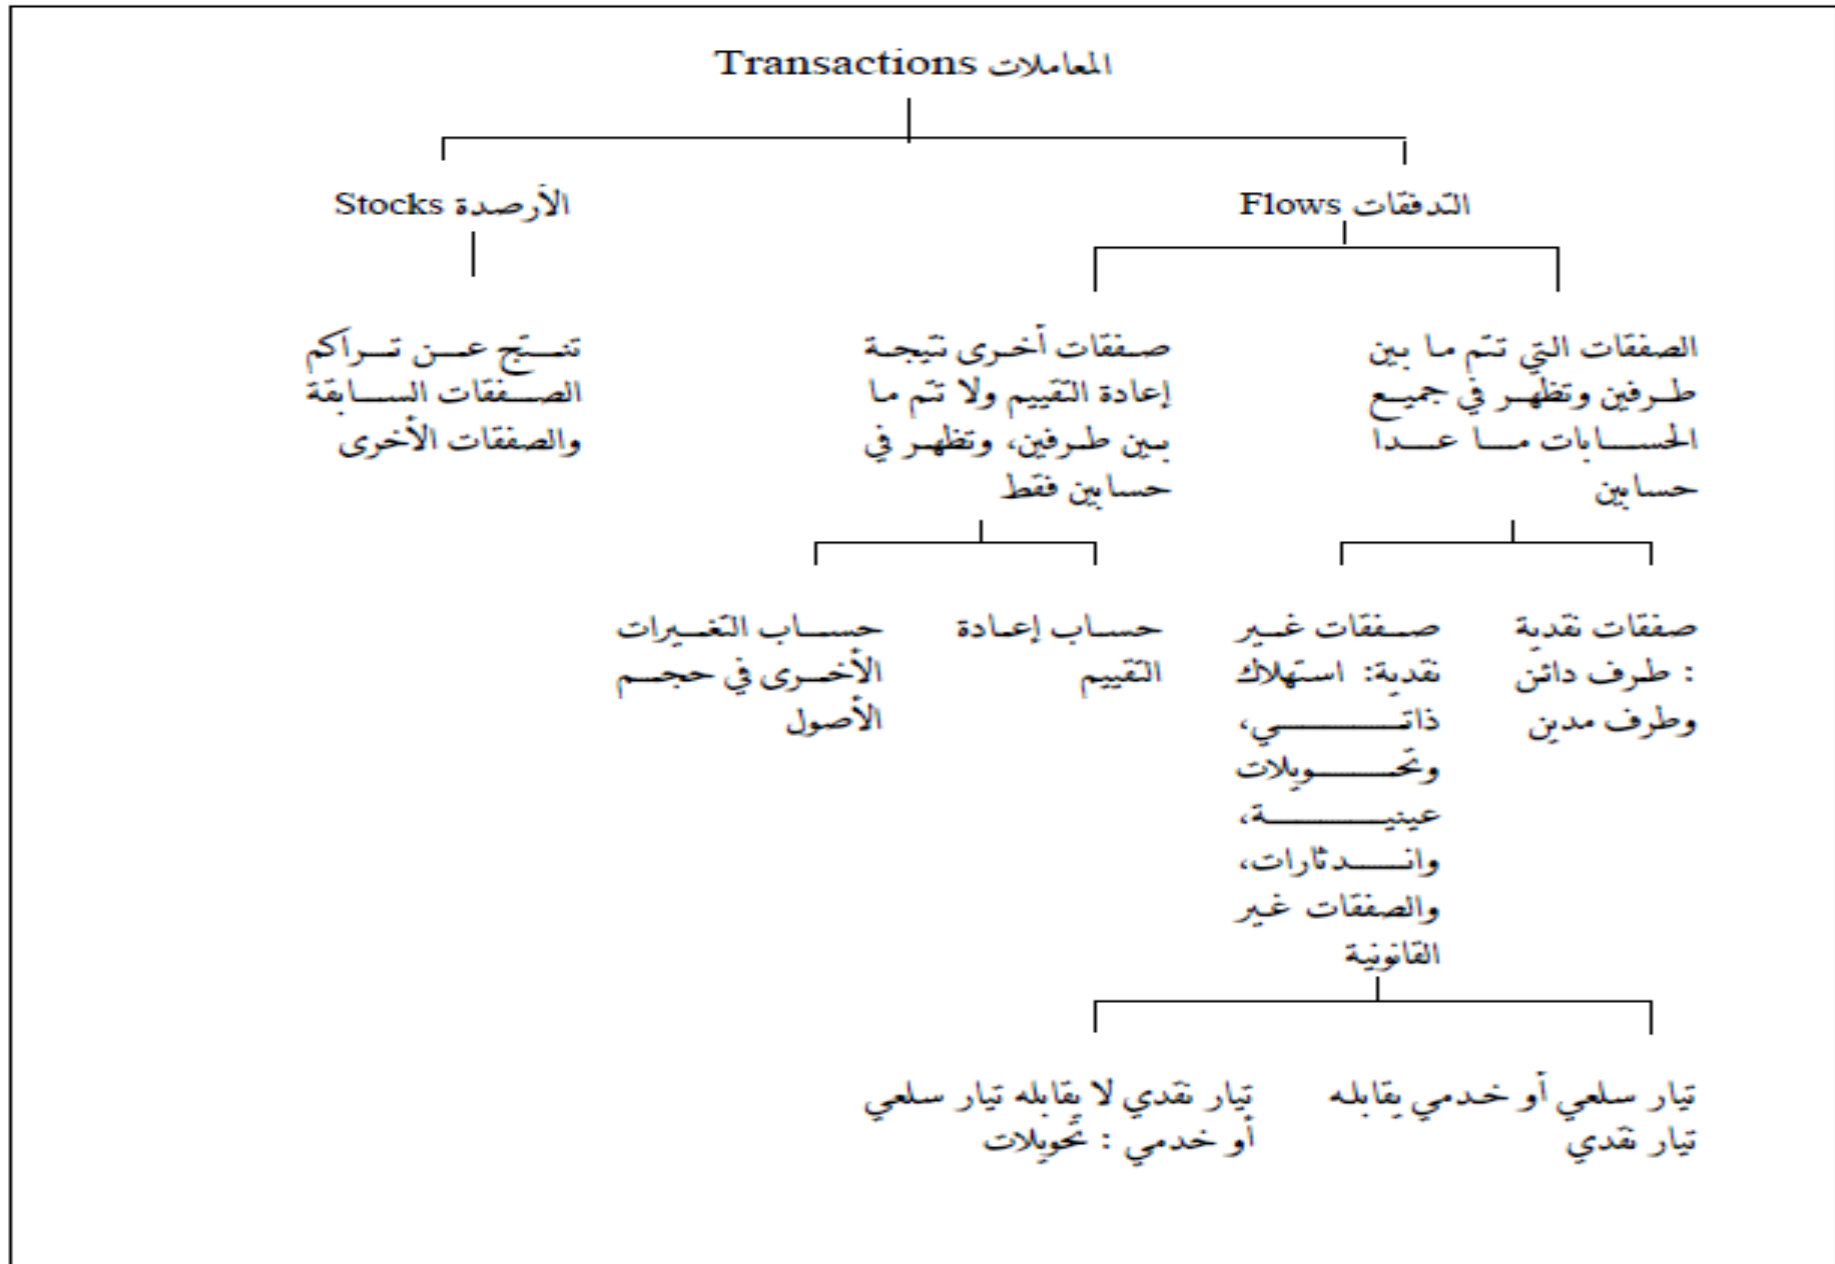 المعاملات Transactions
التدفقات Flows
الأرصدة Stocks
الصفقات التي تتم ما بين
طرفين وتظهر في جميع
الحسابات ما عدا
حسابين
صفقات أخرى نتيجة
إعادة التقييم ولا تتم ما
بين طرفين، وتظهر في
حسابين فقط
تنتج عن تراكم
الصفقات السابقة
والصفقات الأخرى
صفقات نقدية
: طرف دائن
وطرف مدين
صفقات غير
نقدية: استهلاك
ذاتي،
وتحويلات
عينية،
واندثارات،
والصفقات غير
القانونية
حساب إعادة
التقييم
حساب التغيرات
الأخرى في حجم
الأصول
تيار سلعي أو خدمي يقابله
تيار نقدي
تيار نقدي لا يقابله تيار سلعي
أو خدمي : تحويلات